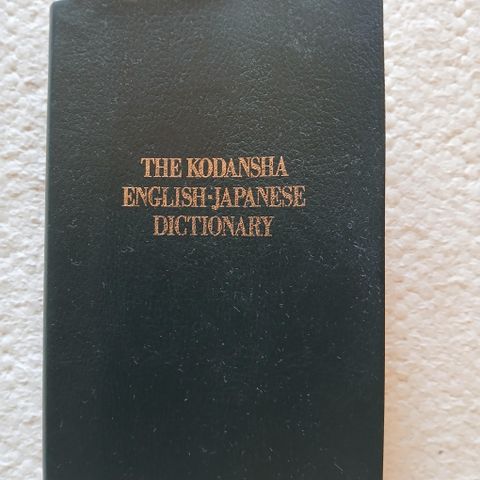 THE KODANSHA
ENGLISH-JAPANESE
DICTIONARY